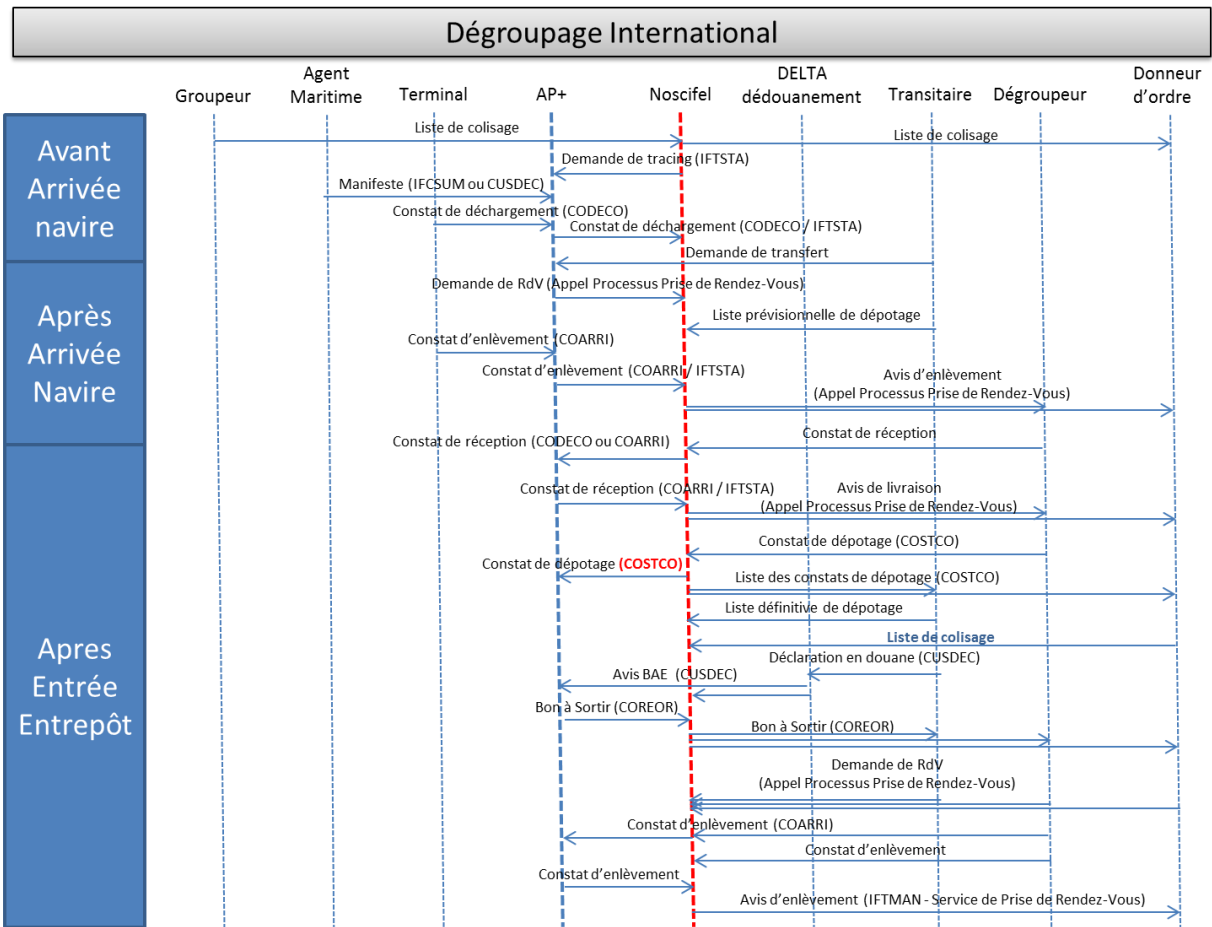 Dégroupage International
Groupeur
Agent
Maritime
Terminal
AP+
Noscifel
DELTA
dédouanement
Transitaire
Dégroupeur
Donneur
d'ordre
Avant
Arrivée
navire
Liste de colisage
Liste de colisage
Demande de tracing (IFTSTA)
Manifeste (IFCSUM ou CUSDEC)
Constat de déchargement (CODECO)
Constat de déchargement (CODECO / IFTSTA)
Demande de transfert
Après
Arrivée
Navire
Demande de RdV (Appel Processus Prise de Rendez-Vous)
Liste prévisionnelle de dépotage
Constat d'enlèvement (COARRI)
Constat d'enlèvement (COARRI / IFTSTA)
Avis d'enlèvement
(Appel Processus Prise de Rendez-Vous)
Constat de réception (CODECO ou COARRI)
Constat de réception
Apres
Entrée
Entrepôt
Constat de réception (COARRI / IFTSTA)
Avis de livraison
(Appel Processus Prise de Rendez-Vous)
Constat de dépotage (COSTCO)
Constat de dépotage (COSTCO)
Liste des constats de dépotage (COSTCO)
Liste définitive de dépotage
Liste de colisage
Déclaration en douane (CUSDEC)
Avis BAE (CUSDEC)
Bon à Sortir (COREOR)
Bon à Sortir (COREOR)
Demande de RdV
(Appel Processus Prise de Rendez-Vous)
Constat d'enlèvement (COARRI)
Constat d'enlèvement
Constat d'enlèvement
Avis d'enlèvement (IFTMAN - Service de Prise de Rendez-Vous)